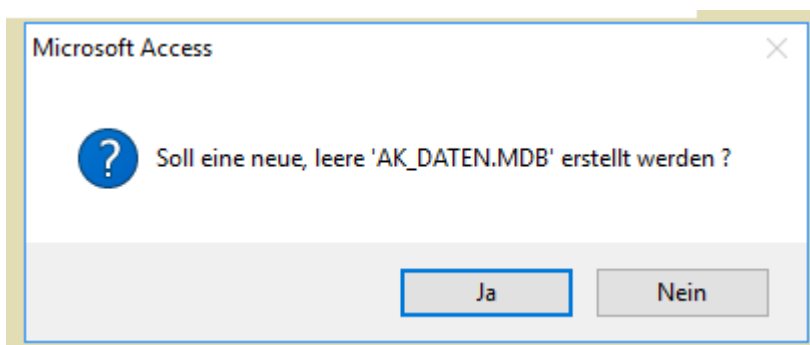 Microsoft Access
Soll eine neue, leere 'AK_DATEN.MDB' erstellt werden ?
Ja
Nein